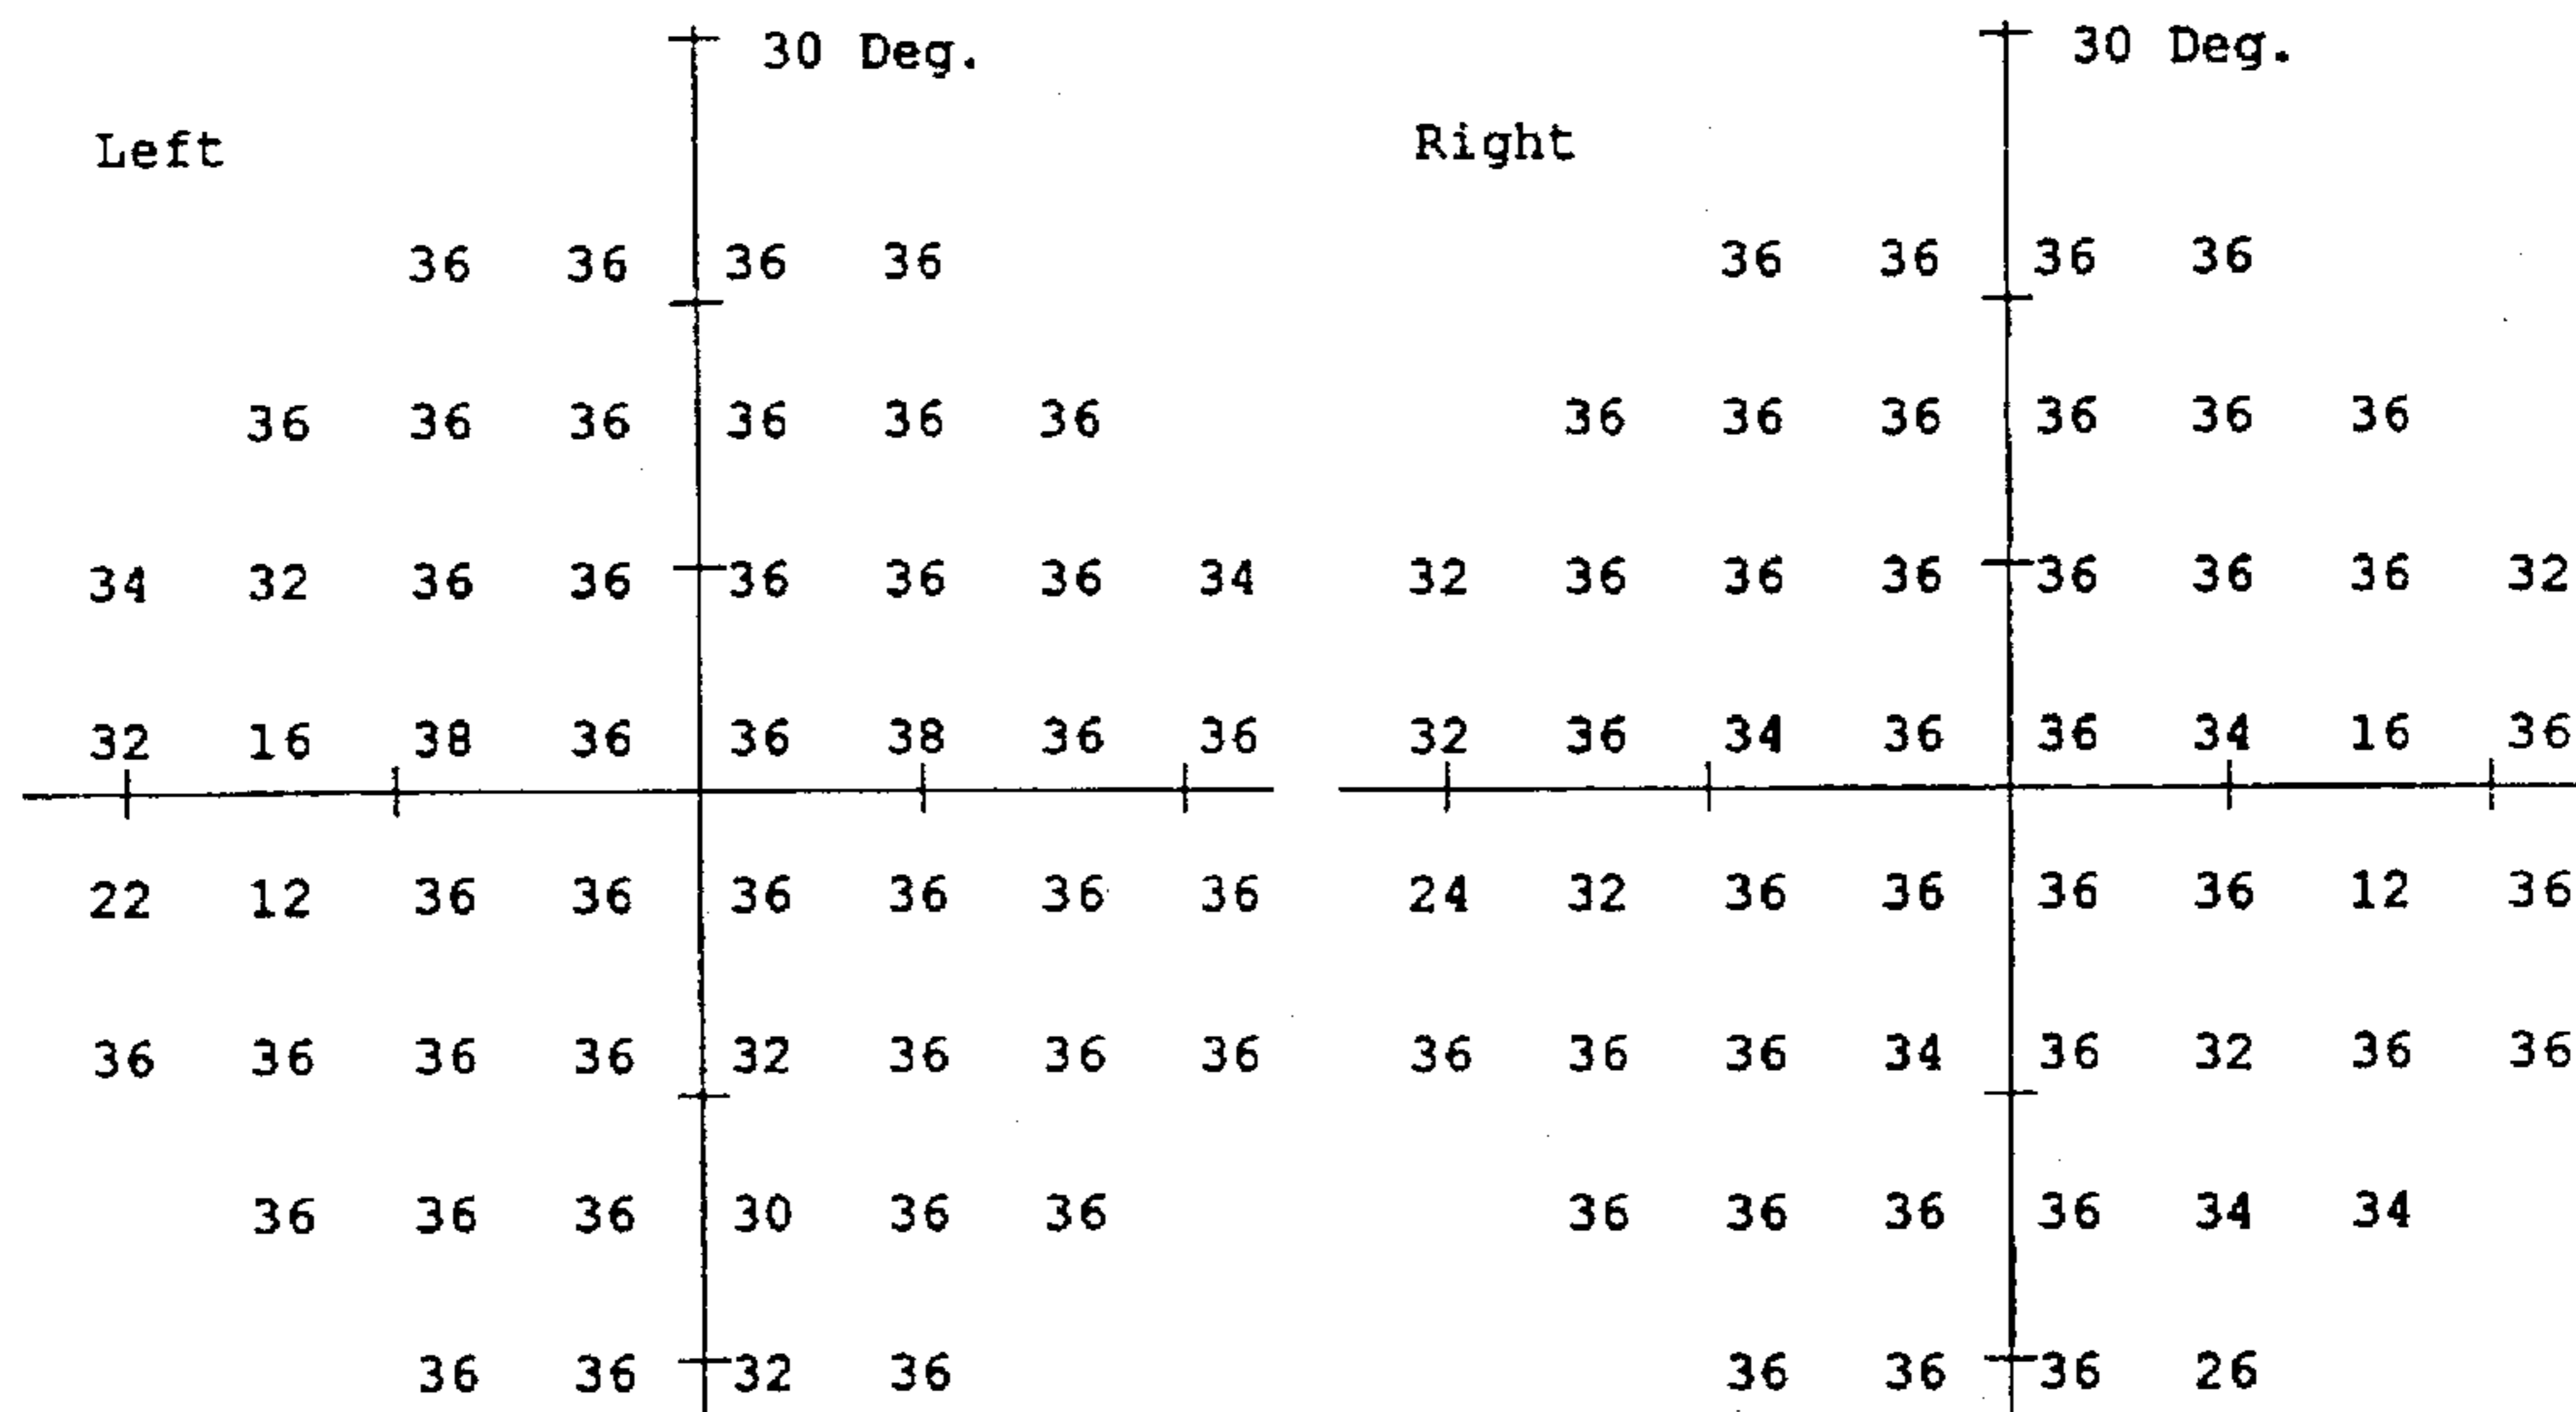 30 Deg. 30 Deg.
Left Right
36 36 36 36 36 36 36 36
36 36 36 36 36 36 36 36 36 36 36 36
34 32 36 36 36 36 36 34 32 36 36 36 36 36 36 32
32 16 38 36 36 38 36 36 32 36 34 36 36 34 16 36
22 12 36 36 36 36 36 36 24 32 36 36 36 36 12 36
36 36 36 36 32 36 36 36 36 36 36 34 36 32 36 36
36 36 36 30 36 36 36 36 36 36 34 34
36 36 32 36 36 36 36 26